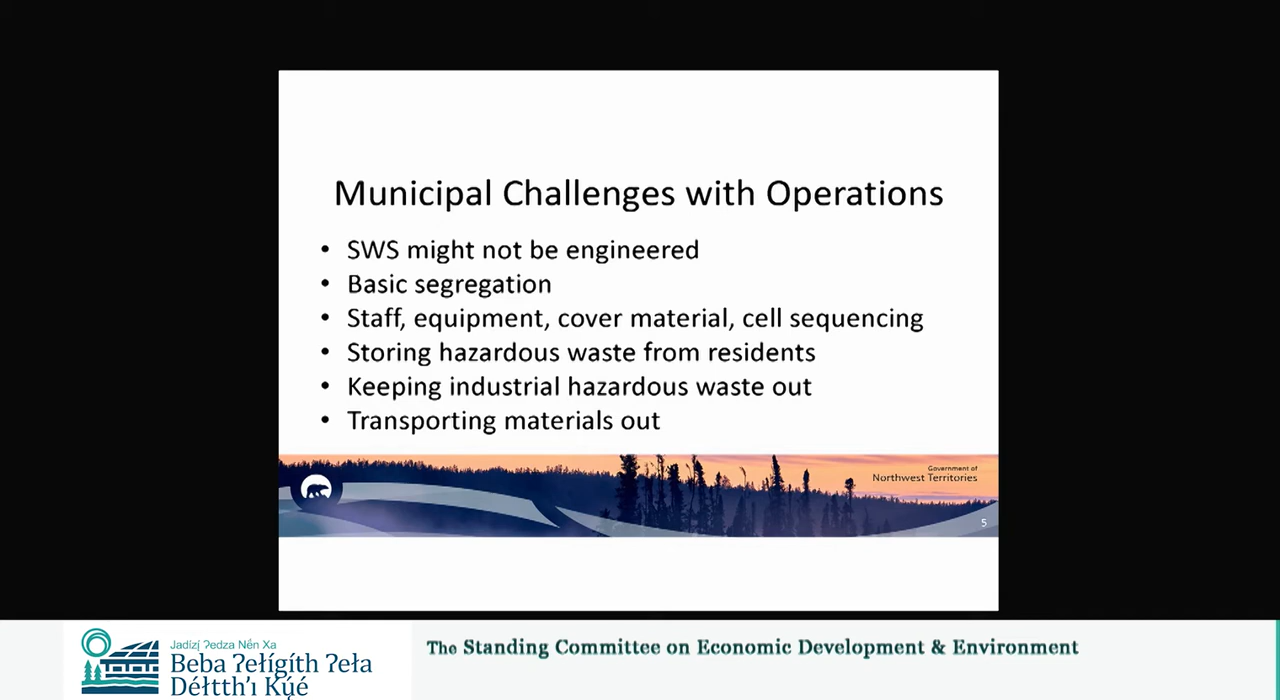 Municipal Challenges with Operations
• SWS might not be engineered
• Basic segregation
• Staff, equipment, cover material, cell sequencing
• Storing hazardous waste from residents
• Keeping industrial hazardous waste out
• Transporting materials out
Government of
Northwest Territories
5
Jadízį Ɂedza Nę́n Xa
Beba Ɂełígíth Ɂeła
Déłtth'ı Kų́é
The Standing Committee on Economic Development & Environment